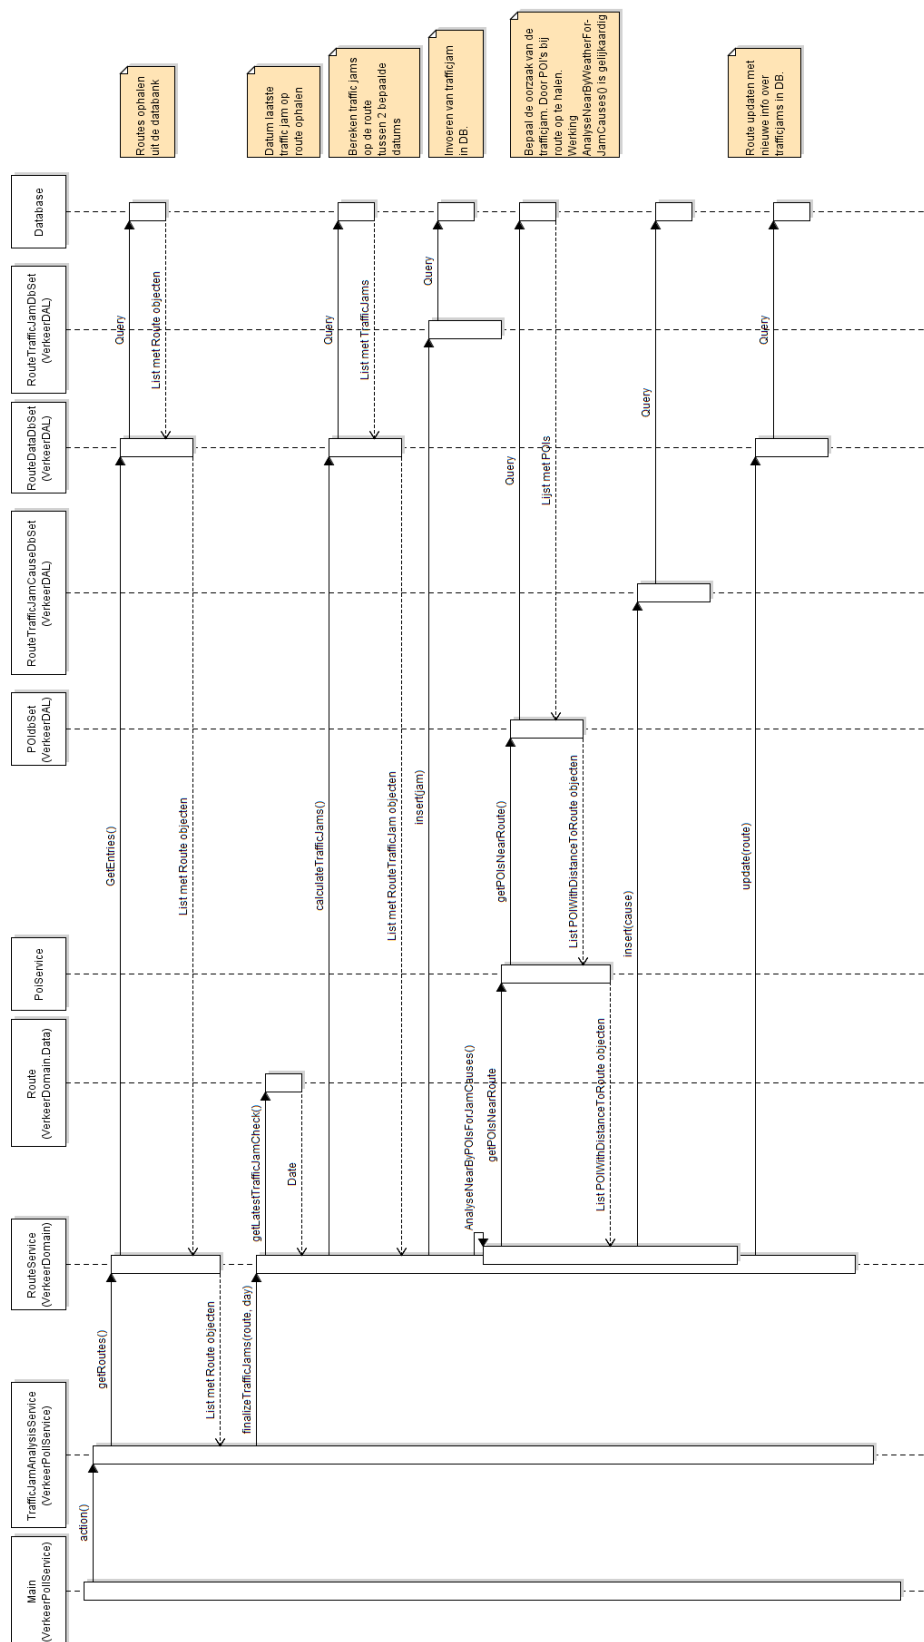 Main
(VerkeerPollService)
TrafficJamAnalysisService
(VerkeerPollService)
RouteService
(VerkeerDomain)
Route
(VerkeerDomain.Data)
PoiService
POIdbSet
(VerkeerDAL)
RouteTrafficJamCauseDbSet
(VerkeerDAL)
RouteDataDbSet
(VerkeerDAL)
RouteTrafficJamDbSet
(VerkeerDAL)
Database
action()
getRoutes()
GetEntries()
Query
List met Route objecten
List met Route objecten
List met Route objecten
Routes ophalen
uit de databank
finalizeTrafficJams(route, day)
getLatestTrafficJamCheck()
Date
Datum laatste
traffic jam op
route ophalen
calculateTrafficJams()
Query
List met TrafficJams
List met RouteTrafficJam objecten
Bereken traffic jams
op de route
tussen 2 bepaalde
datums
insert(jam)
Query
Invoeren van trafficjam
in DB.
AnalyseNearByPOIsForJamCauses()
getPOIsNearRoute
getPOIsNearRoute()
Query
Lijst met POIs
List POIWithDistanceToRoute objecten
List POIWithDistanceToRoute objecten
Bepaal de oorzaak van de
trafficjam. Door POI's bij
route op te halen.
Werking
AnalyseNearByWeatherFor-
JamCauses() is gelijkaardig
insert(cause)
Query
update(route)
Query
Route updaten met
nieuwe info over
trafficjams in DB.